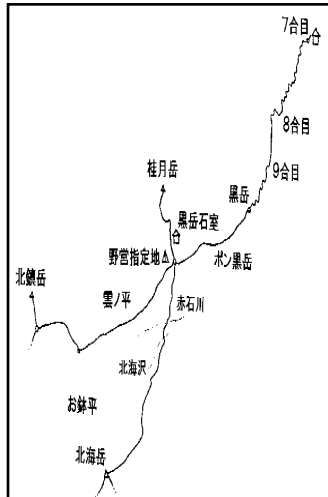 7合目
8合目
9合目
桂月岳
黒岳
黒岳石室
野営指定地
ポン黒岳
北鎮岳
雲ノ平
赤石川
北海沢
お鉢平
北海岳